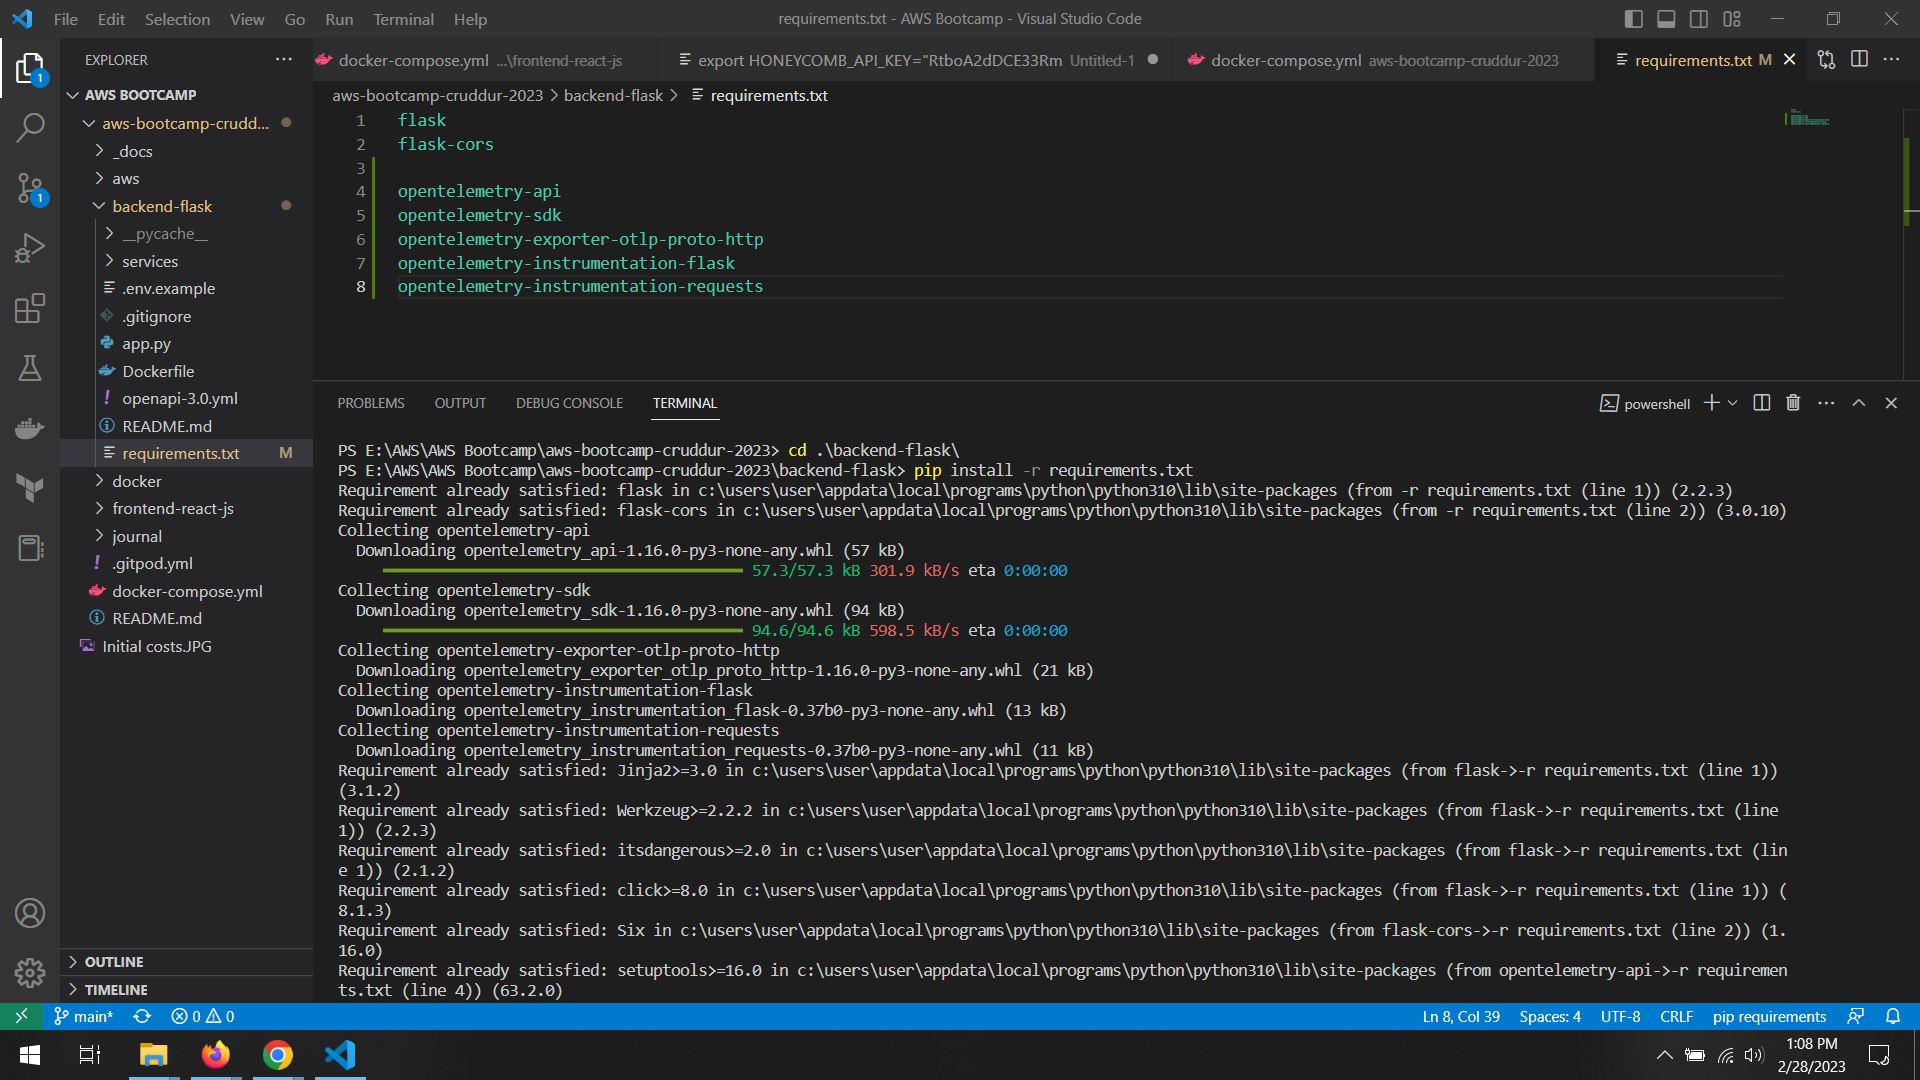 File Edit Selection View Go Run Terminal Help
requirements.txt - AWS Bootcamp - Visual Studio Code
EXPLORER
AWS BOOTCAMP
aws-bootcamp-crudd...
_docs
aws
backend-flask
__pycache__
services
.env.example
.gitignore
app.py
Dockerfile
openapi-3.0.yml
README.md
requirements.txt M
docker
frontend-react-js
journal
.gitpod.yml
docker-compose.yml
README.md
Initial costs.JPG
OUTLINE
TIMELINE
1
1
docker-compose.yml ...\frontend-react-js
export HONEYCOMB_API_KEY="RtboA2dDCE33Rm Untitled-1
docker-compose.yml aws-bootcamp-cruddur-2023
requirements.txt M
aws-bootcamp-cruddur-2023 > backend-flask > requirements.txt
1 flask
2 flask-cors
3
4 opentelemetry-api
5 opentelemetry-sdk
6 opentelemetry-exporter-otlp-proto-http
7 opentelemetry-instrumentation-flask
8 opentelemetry-instrumentation-requests
PROBLEMS OUTPUT DEBUG CONSOLE TERMINAL
powershell
PS E:\AWS\AWS Bootcamp\aws-bootcamp-cruddur-2023> cd .\backend-flask\
PS E:\AWS\AWS Bootcamp\aws-bootcamp-cruddur-2023\backend-flask> pip install -r requirements.txt
Requirement already satisfied: flask in c:\users\user\appdata\local\programs\python\python310\lib\site-packages (from -r requirements.txt (line 1)) (2.2.3)
Requirement already satisfied: flask-cors in c:\users\user\appdata\local\programs\python\python310\lib\site-packages (from -r requirements.txt (line 2)) (3.0.10)
Collecting opentelemetry-api
Downloading opentelemetry_api-1.16.0-py3-none-any.whl (57 kB)
57.3/57.3 kB 301.9 kB/s eta 0:00:00
Collecting opentelemetry-sdk
Downloading opentelemetry_sdk-1.16.0-py3-none-any.whl (94 kB)
94.6/94.6 kB 598.5 kB/s eta 0:00:00
Collecting opentelemetry-exporter-otlp-proto-http
Downloading opentelemetry_exporter_otlp_proto_http-1.16.0-py3-none-any.whl (21 kB)
Collecting opentelemetry-instrumentation-flask
Downloading opentelemetry_instrumentation_flask-0.37b0-py3-none-any.whl (13 kB)
Collecting opentelemetry-instrumentation-requests
Downloading opentelemetry_instrumentation_requests-0.37b0-py3-none-any.whl (11 kB)
Requirement already satisfied: Jinja2>=3.0 in c:\users\user\appdata\local\programs\python\python310\lib\site-packages (from flask->-r requirements.txt (line 1))
(3.1.2)
Requirement already satisfied: Werkzeug>=2.2.2 in c:\users\user\appdata\local\programs\python\python310\lib\site-packages (from flask->-r requirements.txt (line
1)) (2.2.3)
Requirement already satisfied: itsdangerous>=2.0 in c:\users\user\appdata\local\programs\python\python310\lib\site-packages (from flask->-r requirements.txt (lin
e 1)) (2.1.2)
Requirement already satisfied: click>=8.0 in c:\users\user\appdata\local\programs\python\python310\lib\site-packages (from flask->-r requirements.txt (line 1)) (
8.1.3)
Requirement already satisfied: Six in c:\users\user\appdata\local\programs\python\python310\lib\site-packages (from flask-cors->-r requirements.txt (line 2)) (1.
16.0)
Requirement already satisfied: setuptools>=16.0 in c:\users\user\appdata\local\programs\python\python310\lib\site-packages (from opentelemetry-api->-r requiremen
ts.txt (line 4)) (63.2.0)
main* 0 0
Ln 8, Col 39 Spaces: 4 UTF-8 CRLF pip requirements
1:08 PM
2/28/2023